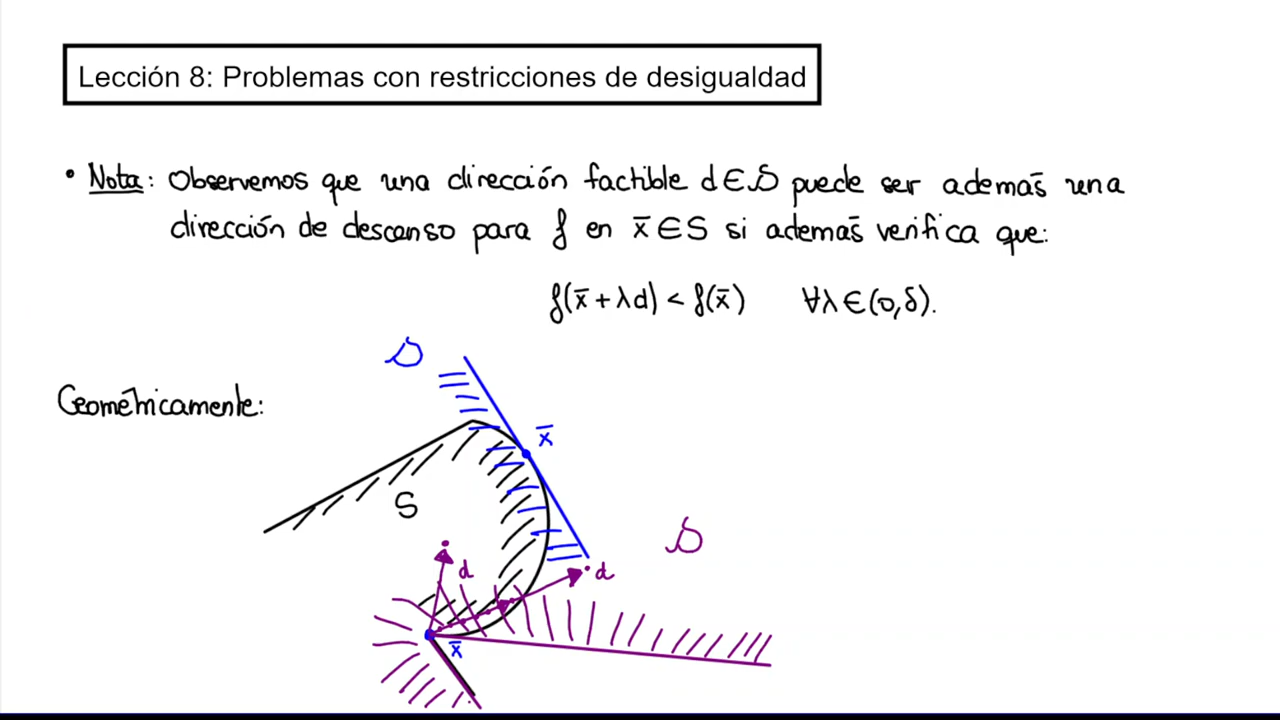 Lección 8: Problemas con restricciones de desigualdad
• Nota: Observemos que una dirección factible d∈𝒟 puede ser además una
dirección de descenso para f en x̄∈S si además verifica que:
f(x̄+λd) < f(x̄)   ∀λ∈(0,δ).
𝒟
Geométricamente:
x̄
S
𝒟
d
d
x̄